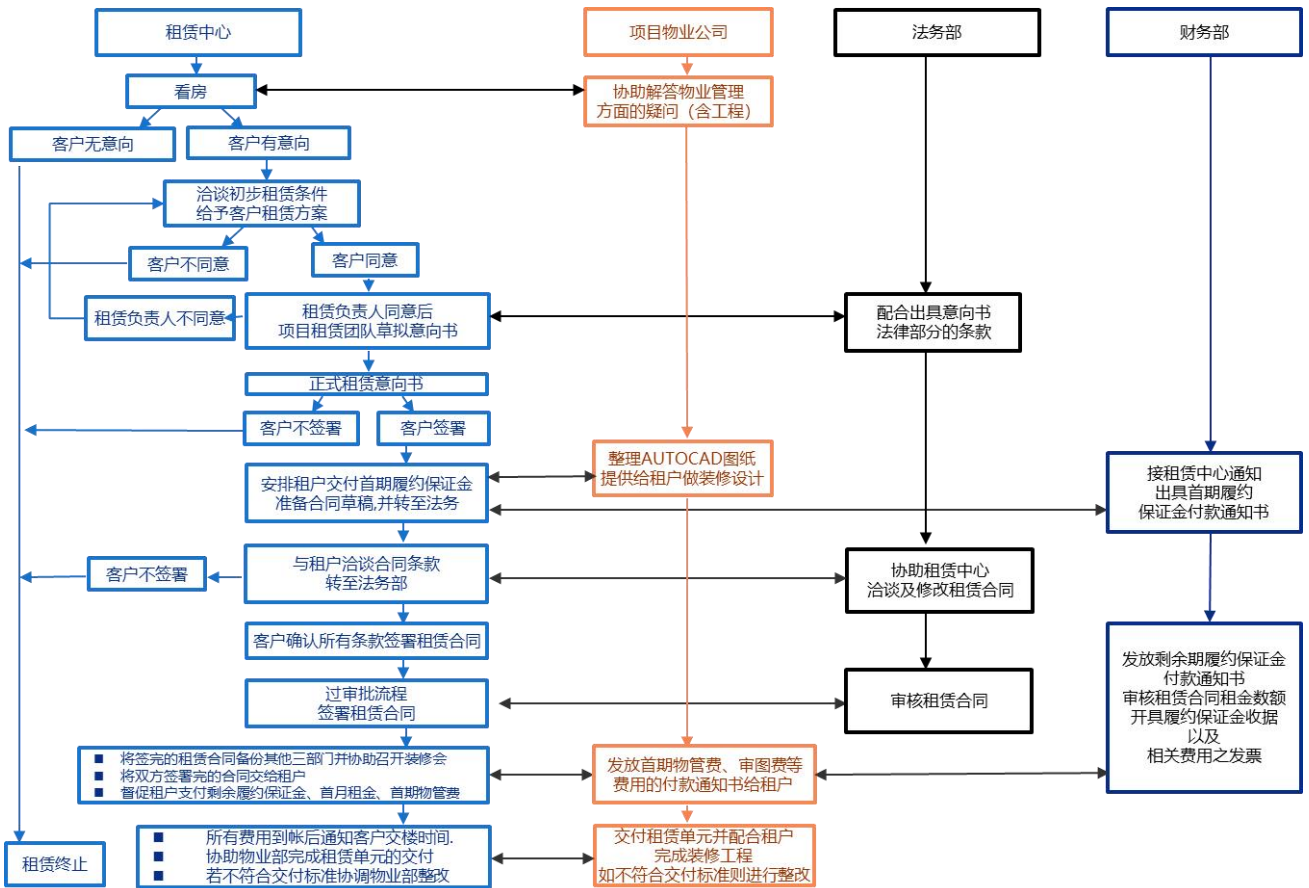 租赁中心
项目物业公司
法务部
财务部
看房
协助解答物业管理
方面的疑问（含工程）
客户无意向
客户有意向
洽谈初步租赁条件
给予客户租赁方案
客户不同意
客户同意
租赁负责人不同意
租赁负责人同意后
项目租赁团队草拟意向书
配合出具意向书
法律部分的条款
正式租赁意向书
客户不签署
客户签署
安排租户交付首期履约保证金
准备合同草稿,并转至法务
整理AUTOCAD图纸
提供给租户做装修设计
接租赁中心通知
出具首期履约
保证金付款通知书
客户不签署
与租户洽谈合同条款
转至法务部
协助租赁中心
洽谈及修改租赁合同
客户确认所有条款签署租赁合同
过审批流程
签署租赁合同
审核租赁合同
发放剩余期履约保证金
付款通知书
审核租赁合同租金数额
开具履约保证金收据
以及
相关费用之发票
■ 将签完的租赁合同备份其他三部门并协助召开装修会
■ 将双方签署完的合同交给租户
■ 督促租户支付剩余履约保证金、首月租金、首期物管费
发放首期物管费、审图费等
费用的付款通知书给租户
租赁终止
■ 所有费用到帐后通知客户交楼时间.
■ 协助物业部完成租赁单元的交付
■ 若不符合交付标准协调物业部整改
交付租赁单元并配合租户
完成装修工程
如不符合交付标准则进行整改